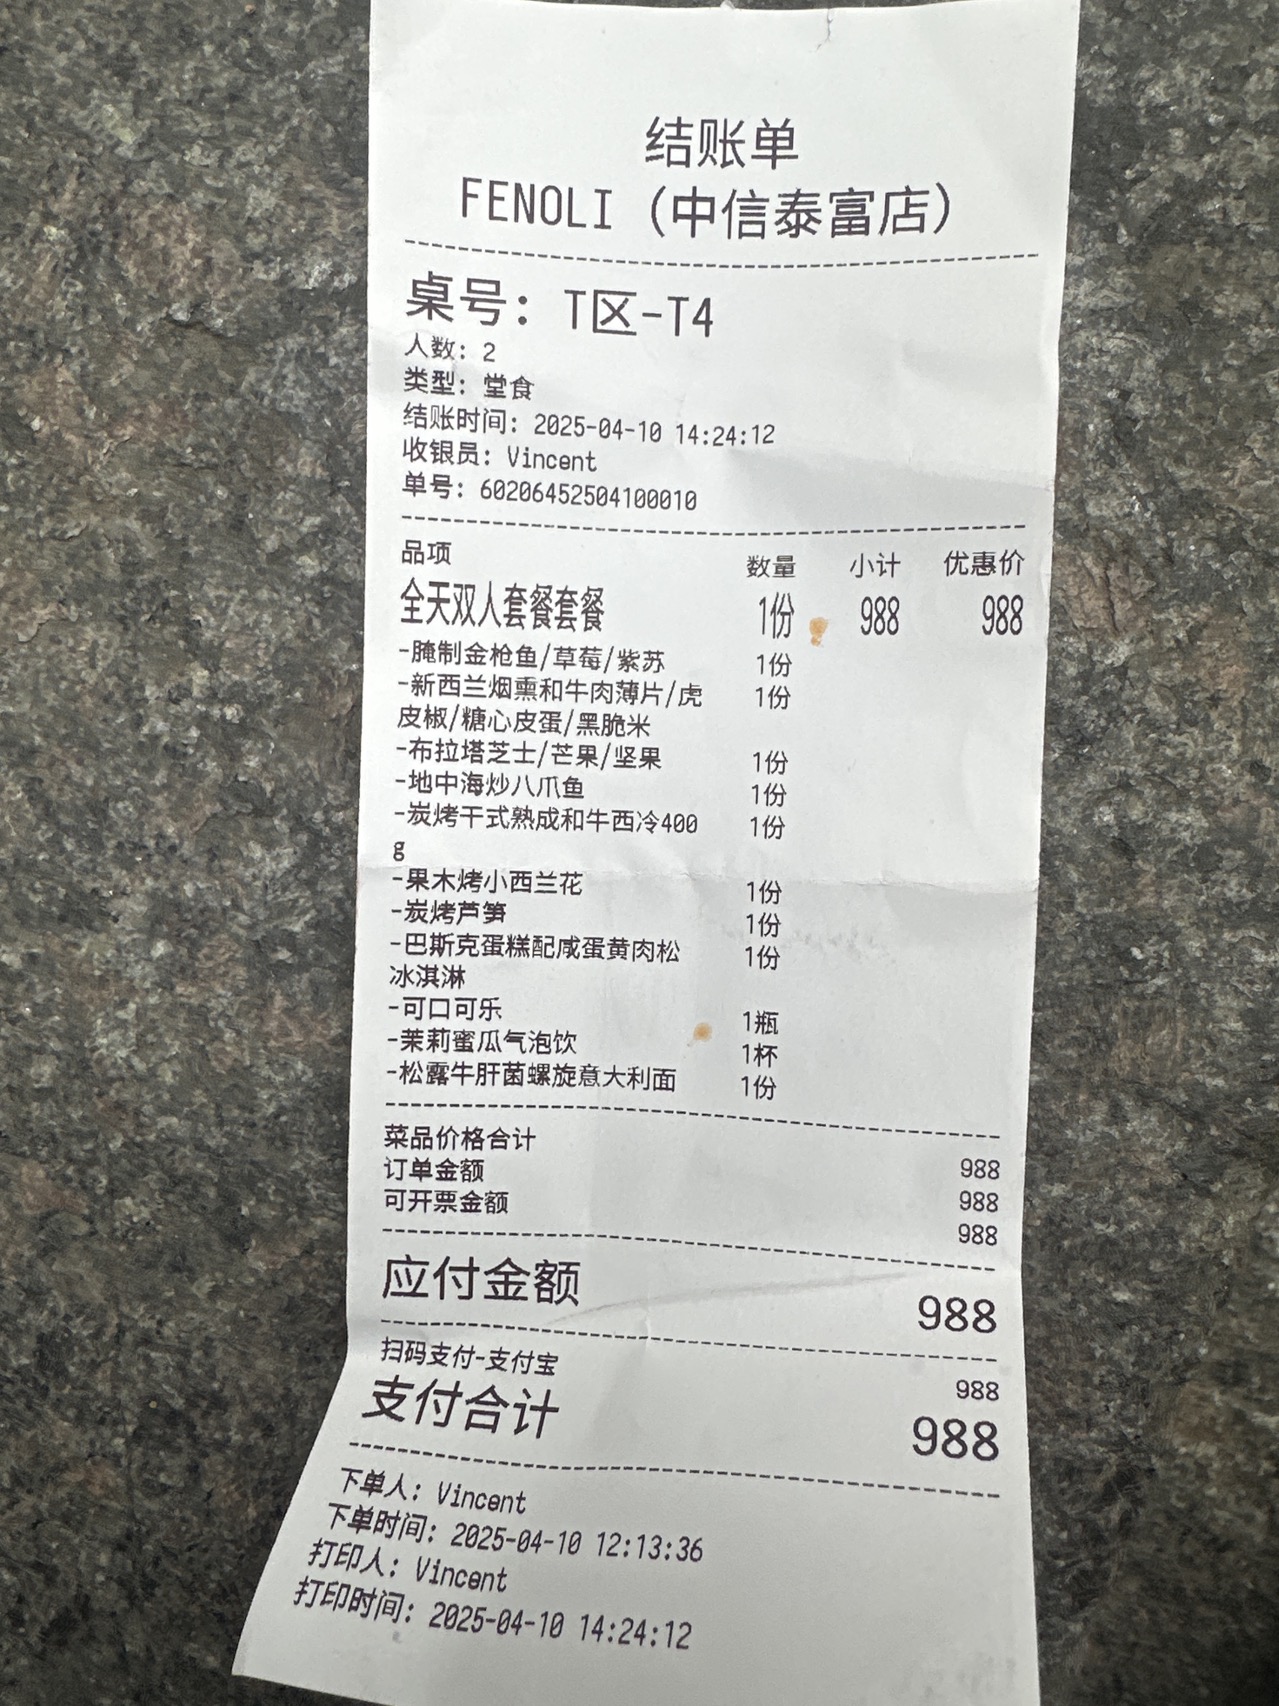 结账单
FENOLI（中信泰富店）
桌号：T区-T4
人数：2
类型：堂食
结账时间：2025-04-10 14:24:12
收银员：Vincent
单号：602064525041000​10
品项 数量 小计 优惠价
全天双人套餐套餐 1份 988 988
-腌制金枪鱼/草莓/紫苏 1份
-新西兰烟熏和牛肉薄片/虎 1份
皮椒/糖心皮蛋/黑脆米
-布拉塔芝士/芒果/坚果 1份
-地中海炒八爪鱼 1份
-炭烤干式熟成和牛西冷400 1份
g
-果木烤小西兰花 1份
-炭烤芦笋 1份
-巴斯克蛋糕配咸蛋黄肉松 1份
冰淇淋
-可口可乐 1瓶
-茉莉蜜瓜气泡饮 1杯
-松露牛肝菌螺旋意大利面 1份
菜品价格合计 988
订单金额 988
可开票金额 988
应付金额 988
扫码支付-支付宝 988
支付合计 988
下单人：Vincent
下单时间：2025-04-10 12:13:36
打印人：Vincent
打印时间：2025-04-10 14:24:12